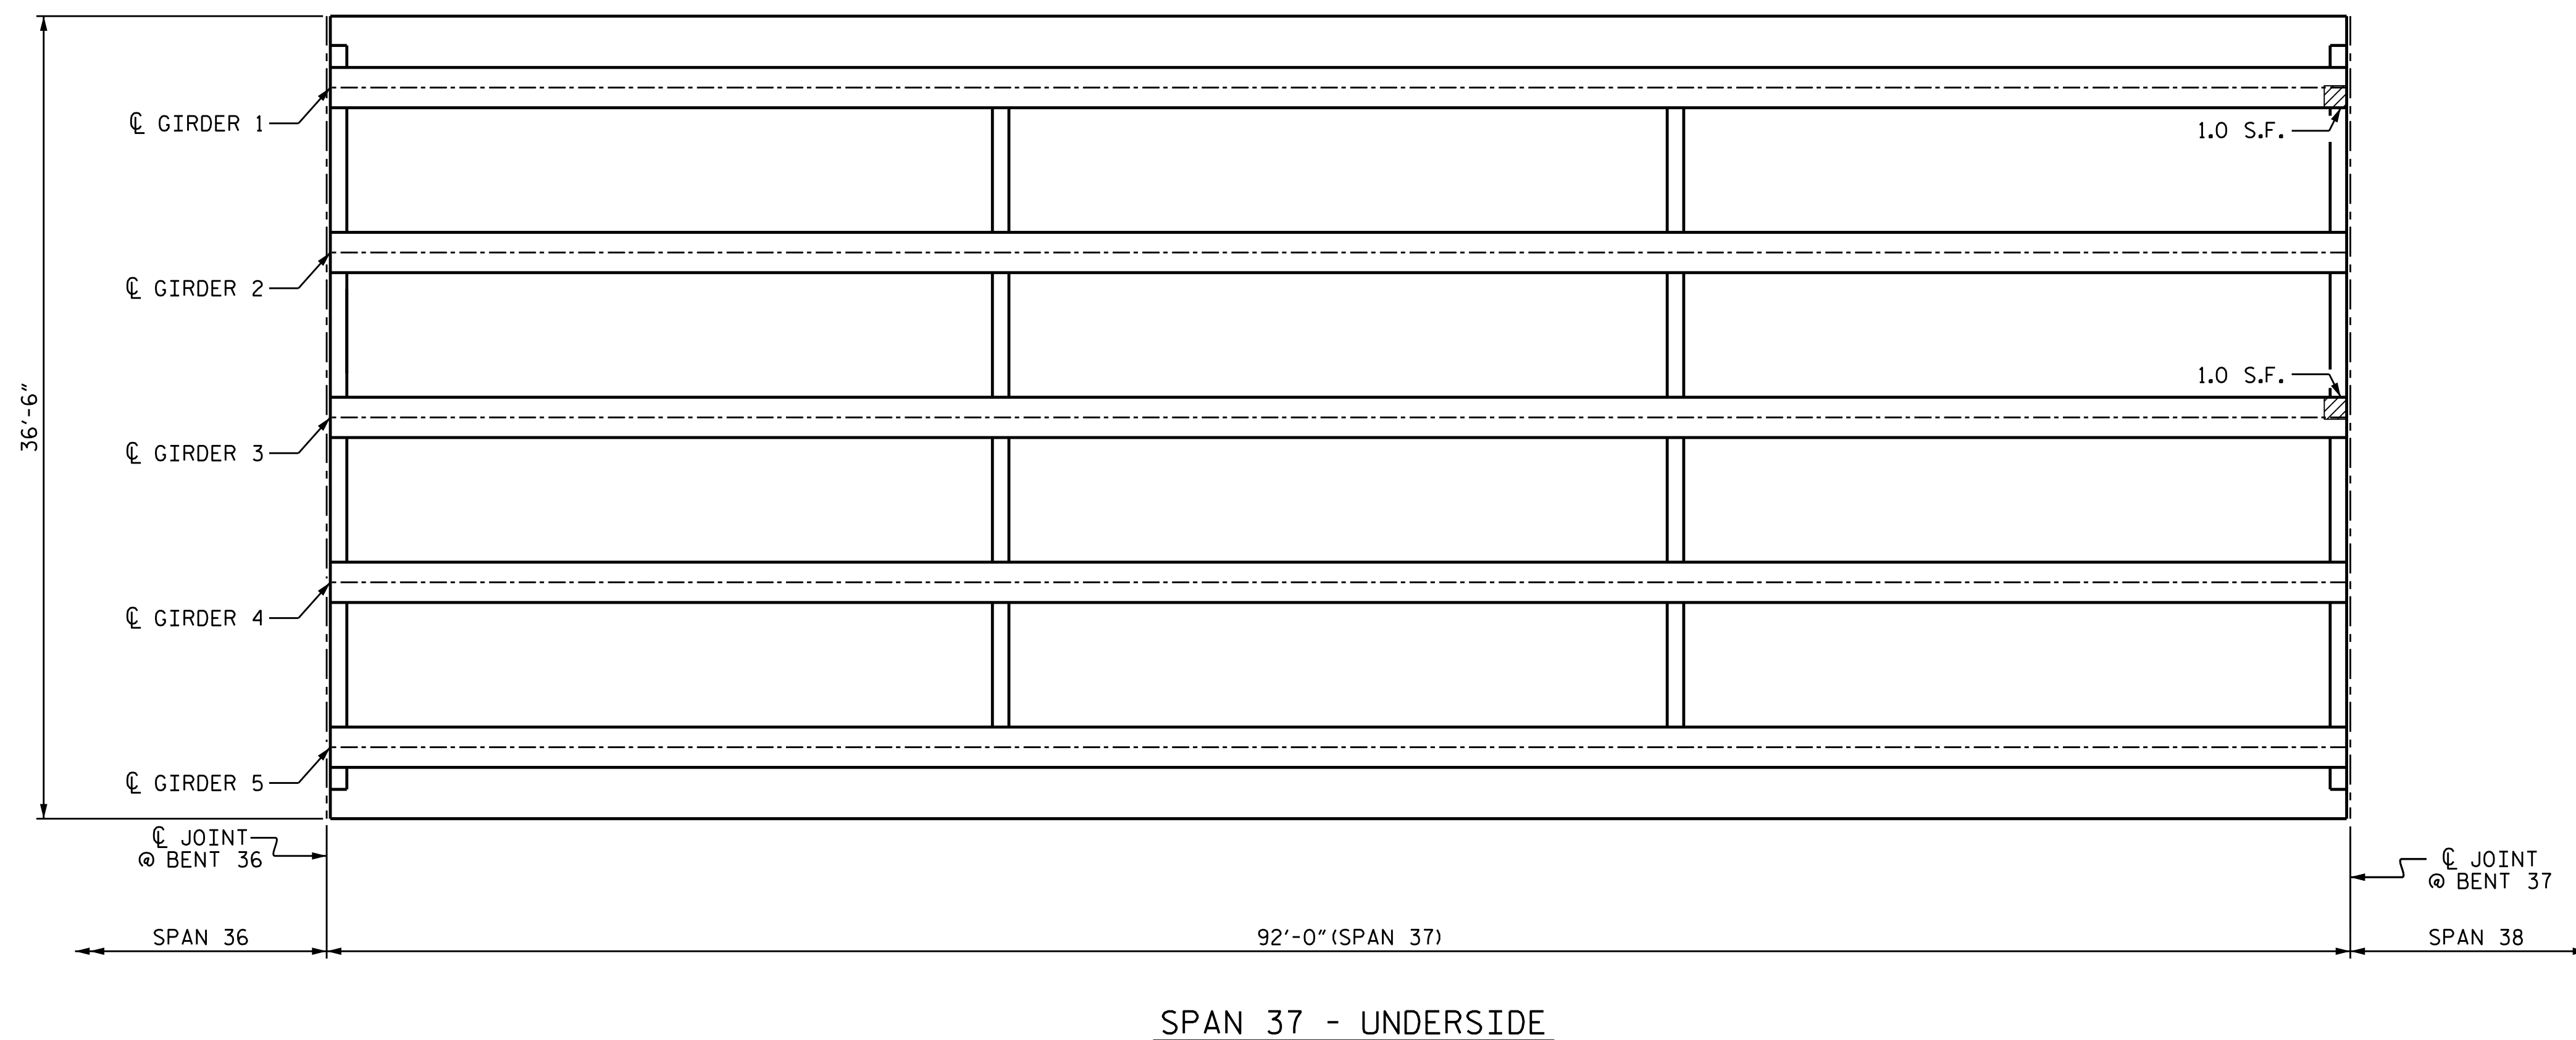 ℄ GIRDER 1
1.0 S.F.
℄ GIRDER 2
1.0 S.F.
36'-6"
℄ GIRDER 3
℄ GIRDER 4
℄ GIRDER 5
℄ JOINT
@ BENT 36
℄ JOINT
@ BENT 37
SPAN 36
92'-0" (SPAN 37)
SPAN 38
SPAN 37 - UNDERSIDE